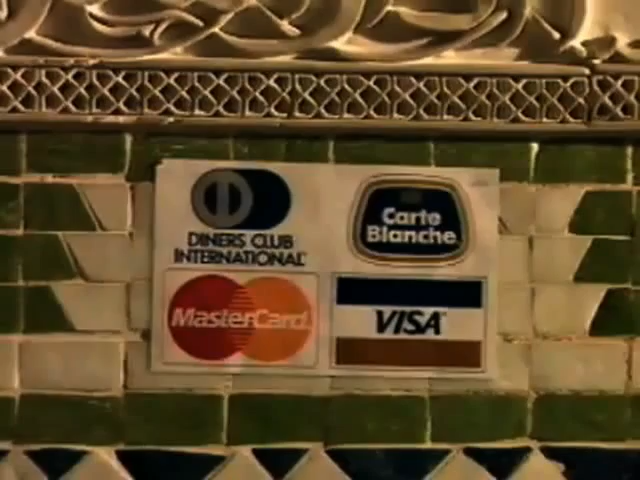 DINERS CLUB
INTERNATIONAL
Carte
Blanche
MasterCard
VISA